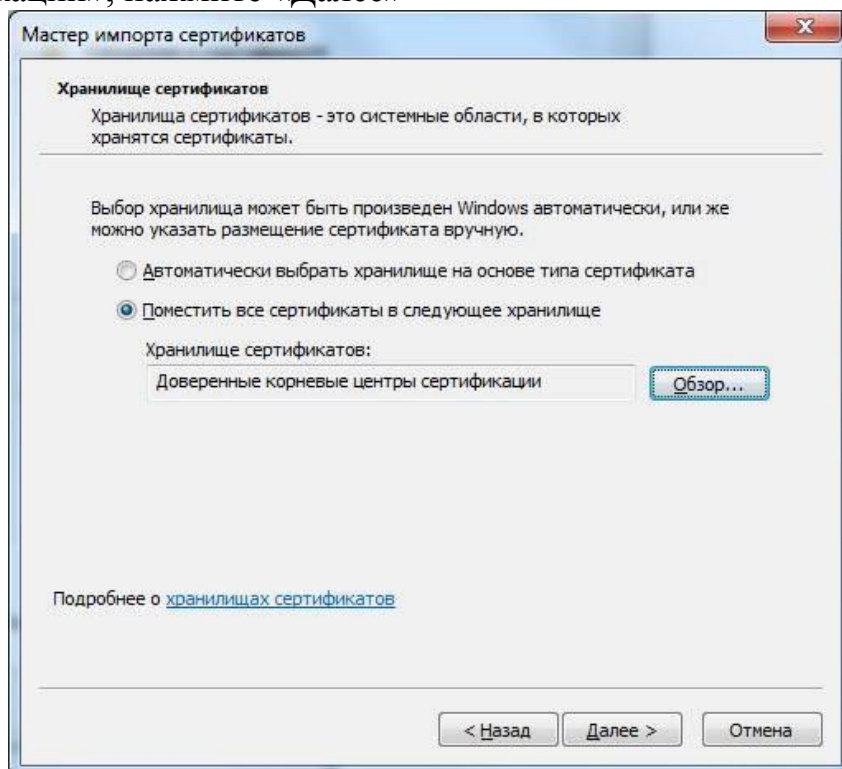 нажмите «Далее»
Мастер импорта сертификатов
Хранилище сертификатов
Хранилища сертификатов - это системные области, в которых
хранятся сертификаты.
Выбор хранилища может быть произведен Windows автоматически, или же
можно указать размещение сертификата вручную.
Автоматически выбрать хранилище на основе типа сертификата
Поместить все сертификаты в следующее хранилище
Хранилище сертификатов:
Доверенные корневые центры сертификации
Обзор...
Подробнее о хранилищах сертификатов
< Назад Далее > Отмена